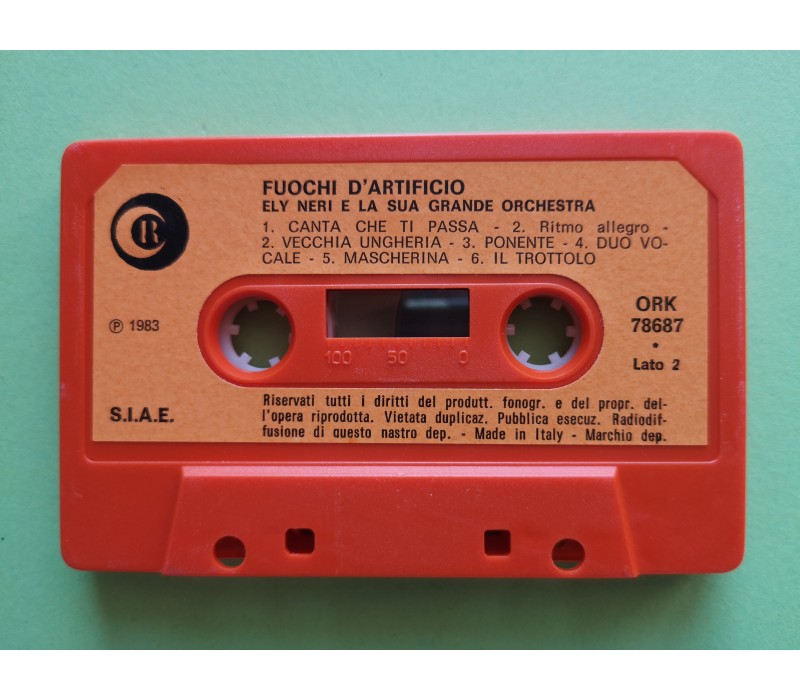 FUOCHI D'ARTIFICIO
ELY NERI E LA SUA GRANDE ORCHESTRA
1. CANTA CHE TI PASSA - 2. Ritmo allegro -
2. VECCHIA UNGHERIA - 3. PONENTE - 4. DUO VO-
CALE - 5. MASCHERINA - 6. IL TROTTOLO
R
℗ 1983
100 50 0
ORK
78687
*
Lato 2
S.I.A.E.
Riservati tutti i diritti del produtt. fonogr. e del propr. del-
l'opera riprodotta. Vietata duplicaz. Pubblica esecuz. Radiodif-
fusione di questo nastro dep. - Made in Italy - Marchio dep.